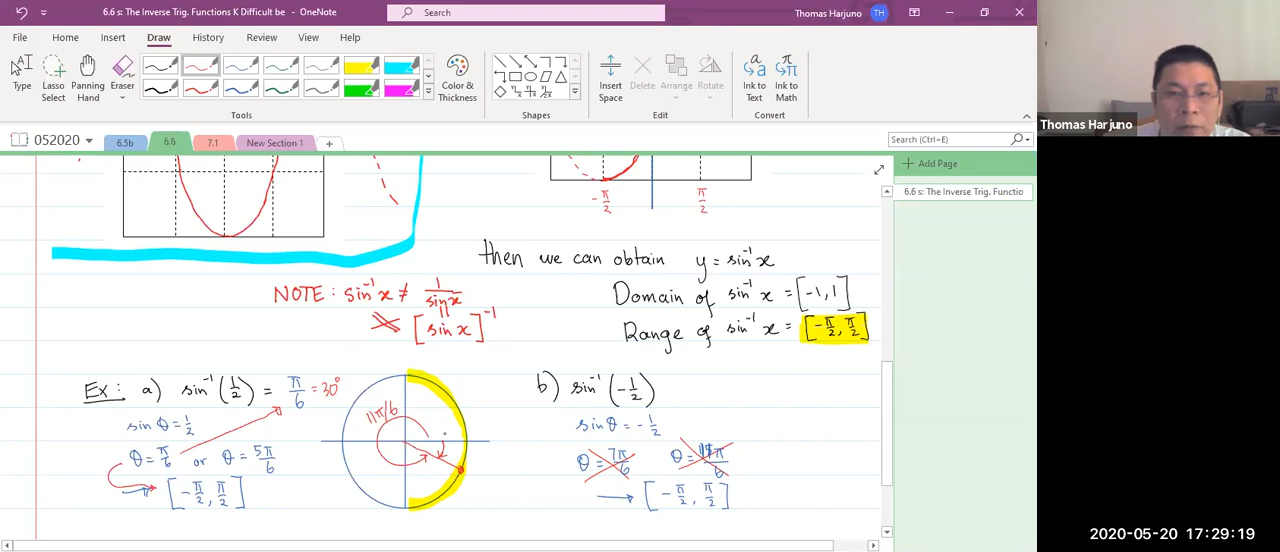 6.6 s: The Inverse Trig. Functions K Difficult be - OneNote
Search
Thomas Harjuno TH
File Home Insert Draw History Review View Help
Type Lasso Select Panning Hand Eraser Color & Thickness Insert Space Delete Arrange Rotate Ink to Text Ink to Math
Tools Shapes Edit Convert
052020 6.5b 6.6 7.1 New Section 1 +
Search (Ctrl+E)
Add Page
6.6 s: The Inverse Trig. Functio
Thomas Harjuno
-π/2 π/2
then we can obtain y = sin⁻¹x
Domain of sin⁻¹x = [-1, 1]
Range of sin⁻¹x = [-π/2, π/2]
NOTE: sin⁻¹x ≠ 1/sin x
[sin x]⁻¹
Ex: a) sin⁻¹(1/2) = π/6 = 30°
sin θ = 1/2
θ = π/6 or θ = 5π/6
[-π/2, π/2]
11π/6
b) sin⁻¹(-1/2)
sin θ = -1/2
θ = 7π/6 θ = 11π/6
→ [-π/2, π/2]
2020-05-20 17:29:19